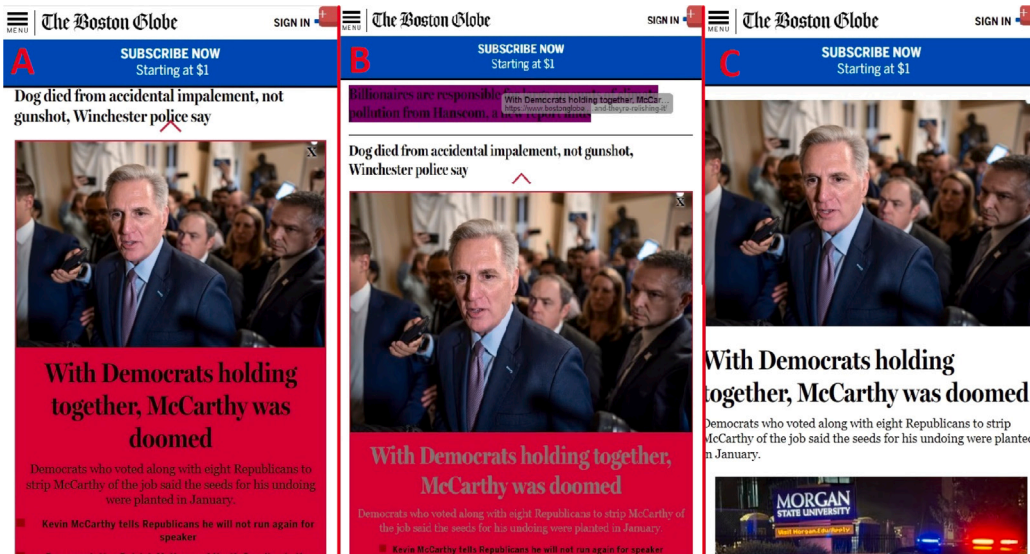 A
MENU
The Boston Globe
SIGN IN
SUBSCRIBE NOW
Starting at $1
Dog died from accidental impalement, not
gunshot, Winchester police say
X
With Democrats holding
together, McCarthy was
doomed
Democrats who voted along with eight Republicans to
strip McCarthy of the job said the seeds for his undoing
were planted in January.
Kevin McCarthy tells Republicans he will not run again for
speaker
B
MENU
The Boston Globe
SIGN IN
SUBSCRIBE NOW
Starting at $1
Billionaires are responsible
pollution from Hanscom, a new report finds
With Democrats holding together, McCar...
Dog died from accidental impalement, not gunshot,
Winchester police say
X
With Democrats holding together,
McCarthy was doomed
Democrats who voted along with eight Republicans to strip McCarthy of
the job said the seeds for his undoing were planted in January.
Kevin McCarthy tells Republicans he will not run again for speaker
C
MENU
The Boston Globe
SIGN IN
SUBSCRIBE NOW
Starting at $1
With Democrats holding
together, McCarthy was doomed
Democrats who voted along with eight Republicans to strip
McCarthy of the job said the seeds for his undoing were planted
in January.
MORGAN
STATE UNIVERSITY